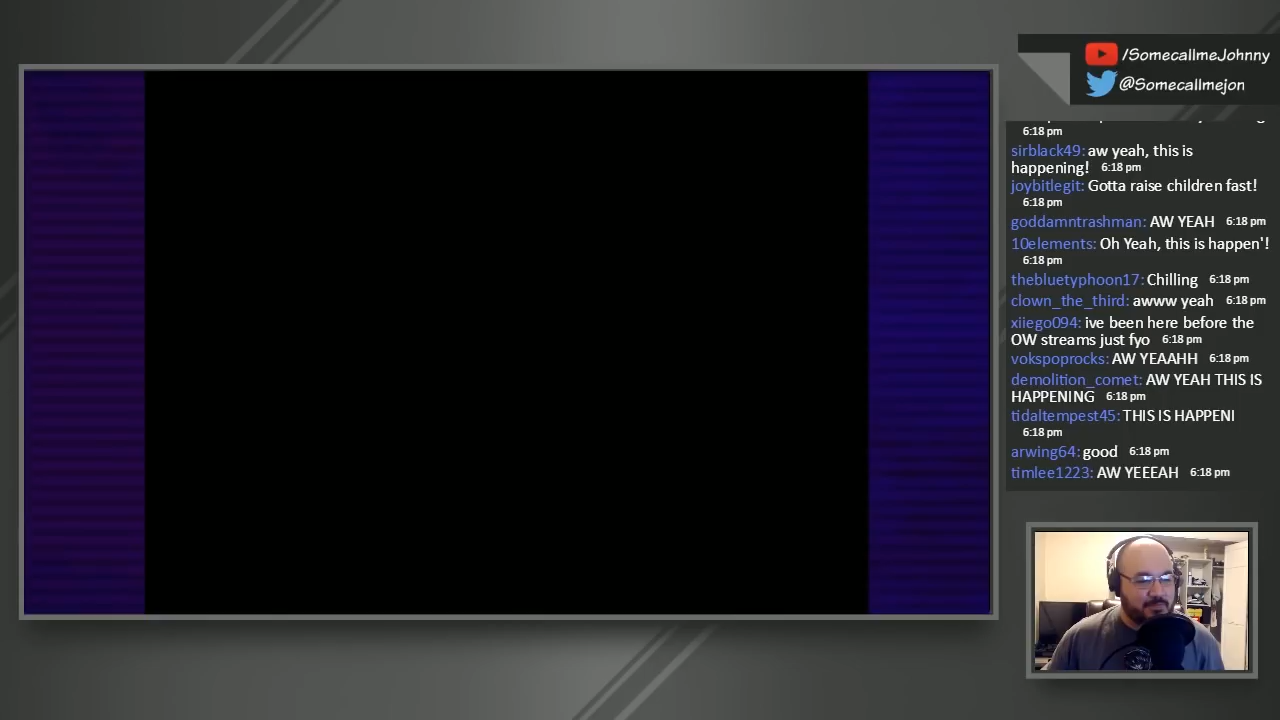 /SomecallmeJohnny
@Somecallmejon
6:18 pm
sirblack49: aw yeah, this is
happening! 6:18 pm
joybitlegit: Gotta raise children fast!
6:18 pm
goddamntrashman: AW YEAH 6:18 pm
10elements: Oh Yeah, this is happen'!
6:18 pm
thebluetyphoon17: Chilling 6:18 pm
clown_the_third: awww yeah 6:18 pm
xiiego094: ive been here before the
OW streams just fyo 6:18 pm
vokspoprocks: AW YEAAHH 6:18 pm
demolition_comet: AW YEAH THIS IS
HAPPENING 6:18 pm
tidaltempest45: THIS IS HAPPENI
6:18 pm
arwing64: good 6:18 pm
timlee1223: AW YEEEAH 6:18 pm